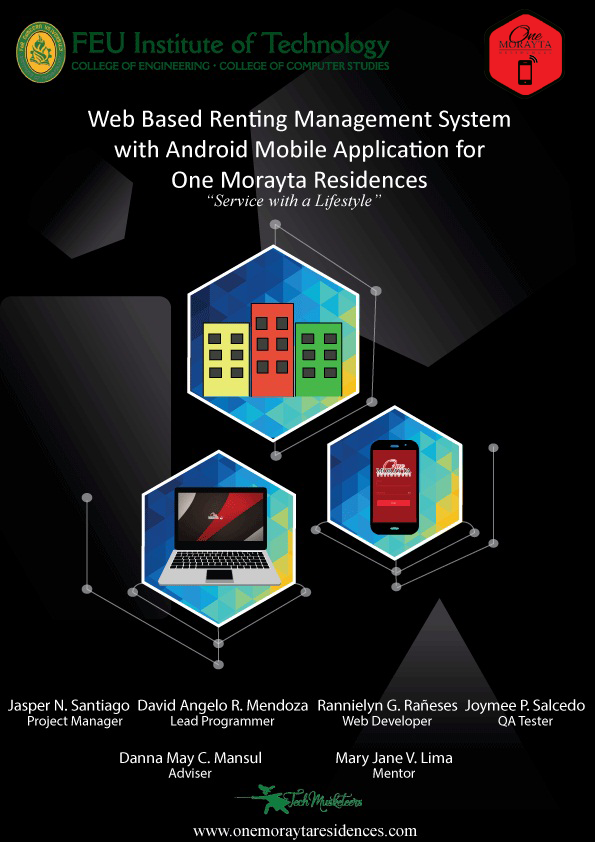 FEU Institute of Technology
COLLEGE OF ENGINEERING • COLLEGE OF COMPUTER STUDIES
One
MORAYTA
Web Based Renting Management System
with Android Mobile Application for
One Morayta Residences
“Service with a Lifestyle”
One
Jasper N. Santiago David Angelo R. Mendoza Rannielyn G. Rañeses Joymee P. Salcedo
Project Manager Lead Programmer Web Developer QA Tester
Danna May C. Mansul Mary Jane V. Lima
Adviser Mentor
TechMusketeers
www.onemoraytaresidences.com